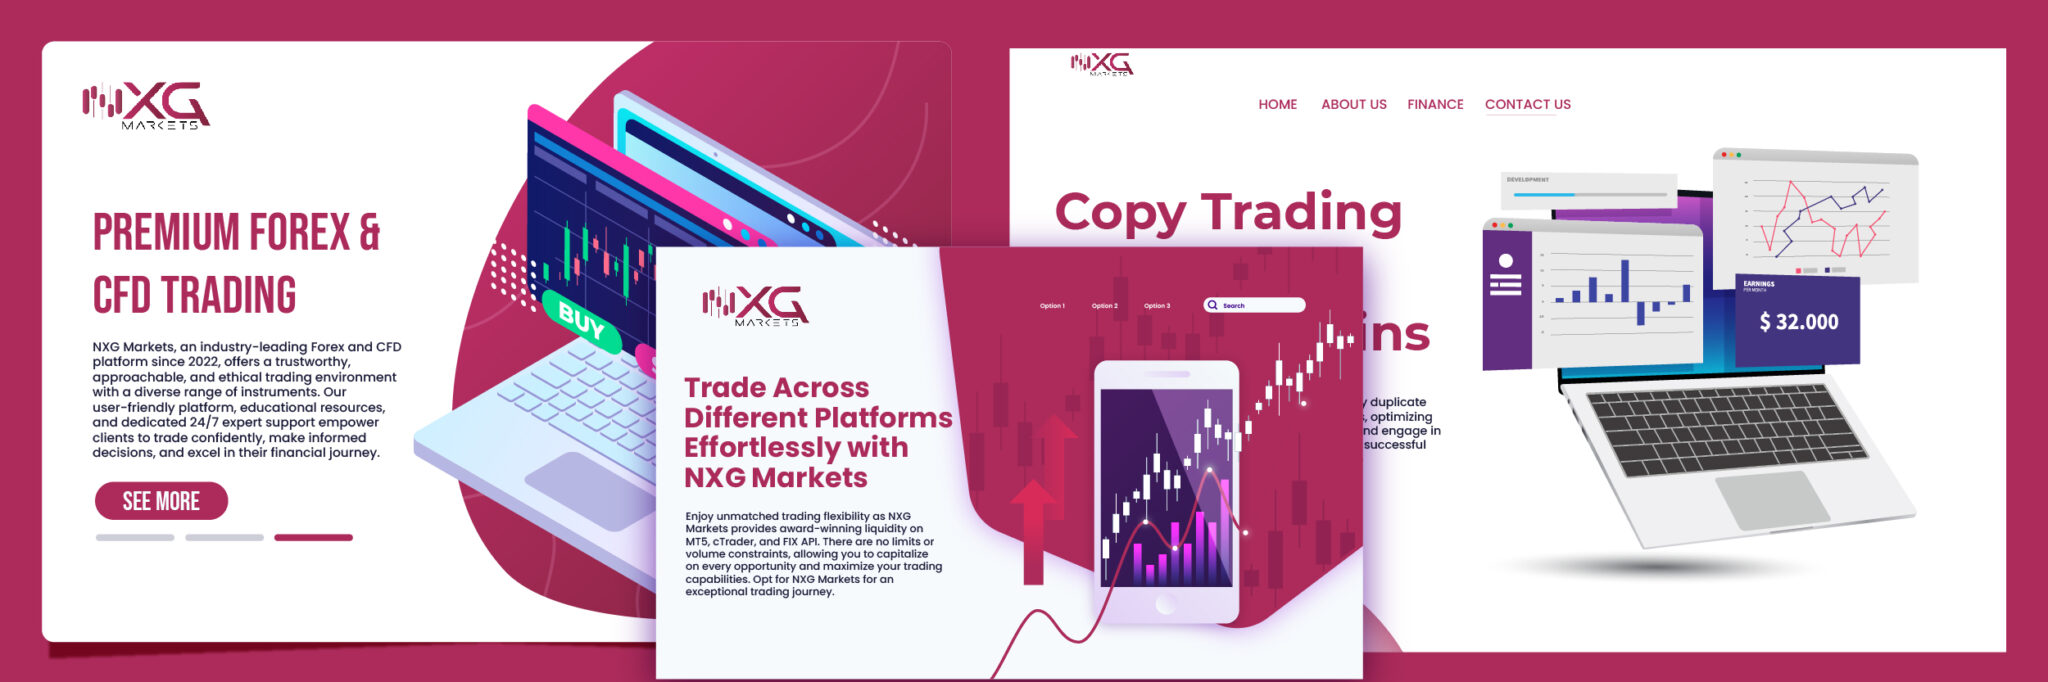 NXG
MARKETS
PREMIUM FOREX &
CFD TRADING
NXG Markets, an industry-leading Forex and CFD
platform since 2022, offers a trustworthy,
approachable, and ethical trading environment
with a diverse range of instruments. Our
user-friendly platform, educational resources,
and dedicated 24/7 expert support empower
clients to trade confidently, make informed
decisions, and excel in their financial journey.
SEE MORE
BUY
S
NXG
MARKETS
Option 1
Option 2
Option 3
Search
Trade Across
Different Platforms
Effortlessly with
NXG Markets
Enjoy unmatched trading flexibility as NXG
Markets provides award-winning liquidity on
MT5, cTrader, and FIX API. There are no limits or
volume constraints, allowing you to capitalize
on every opportunity and maximize your trading
capabilities. Opt for NXG Markets for an
exceptional trading journey.
NXG
MARKETS
HOME ABOUT US FINANCE CONTACT US
Copy Trading
ins
y duplicate
s, optimizing
nd engage in
successful
DEVELOPMENT
EARNINGS
PER MONTH
$ 32.000